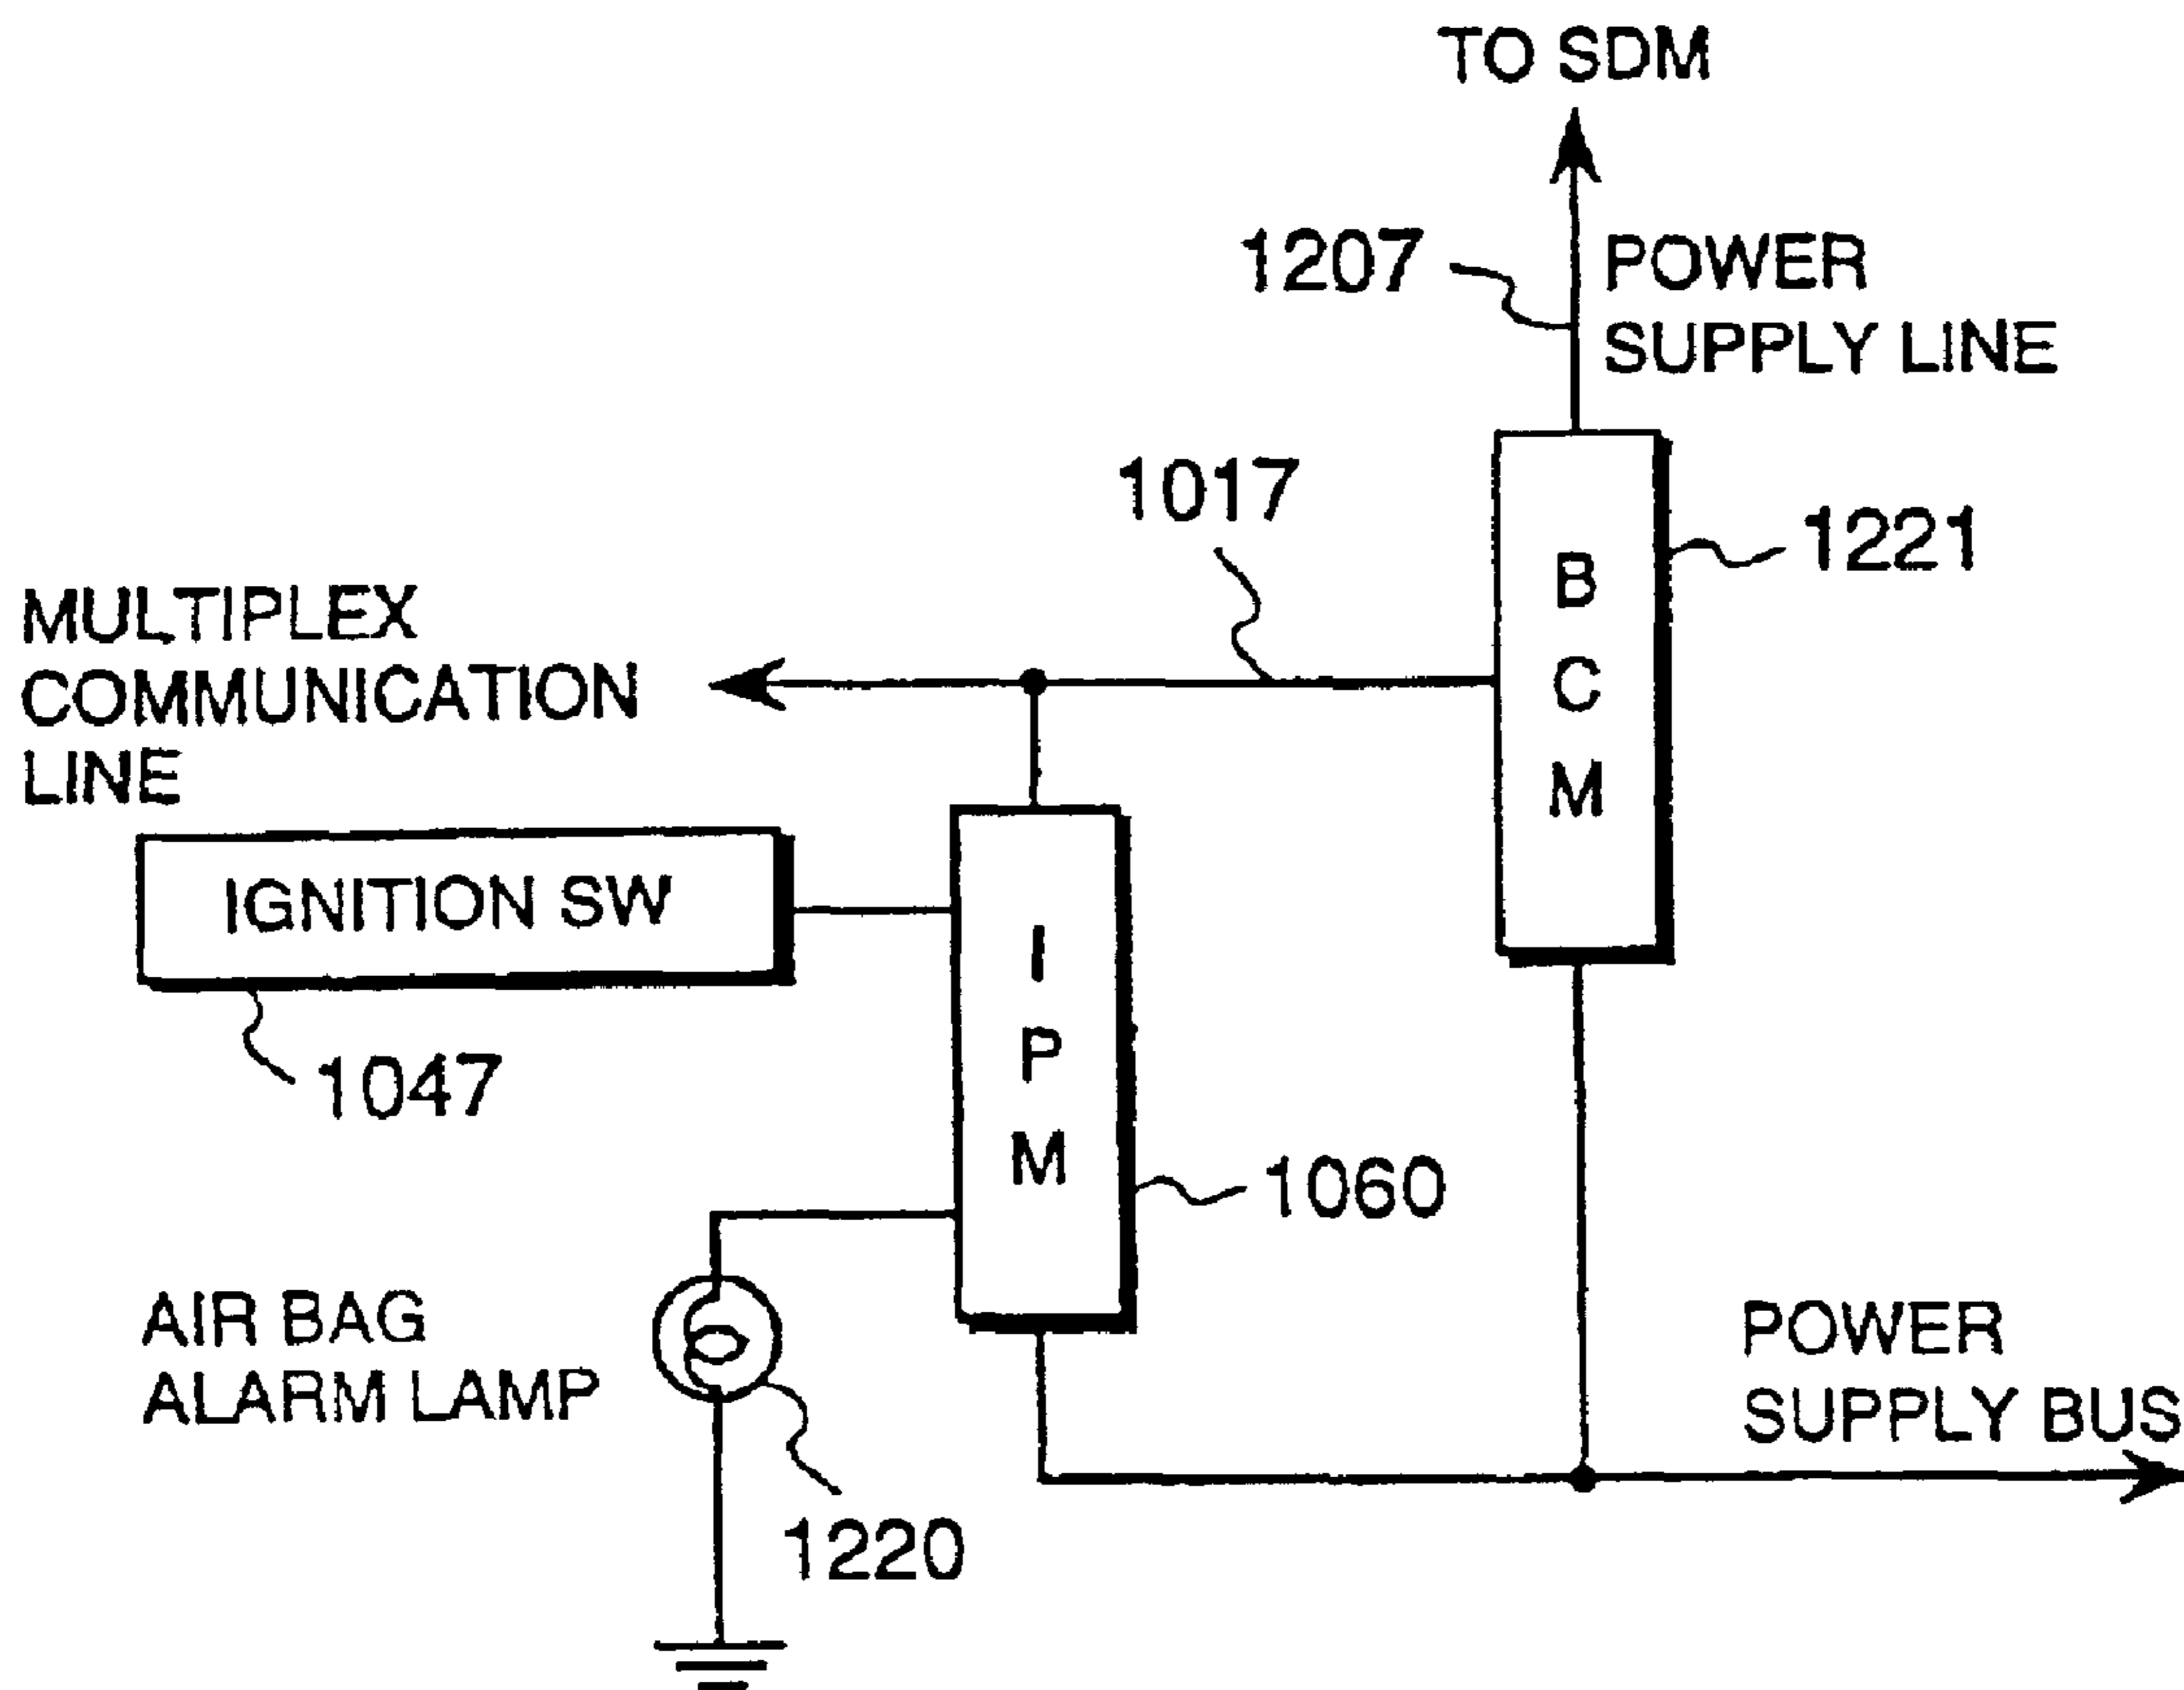 TO SDM
1207
POWER
SUPPLY LINE
1017
B
C
M
1221
MULTIPLEX
COMMUNICATION
LINE
IGNITION SW
1047
I
P
M
1060
AIR BAG
ALARM LAMP
1220
POWER
SUPPLY BUS